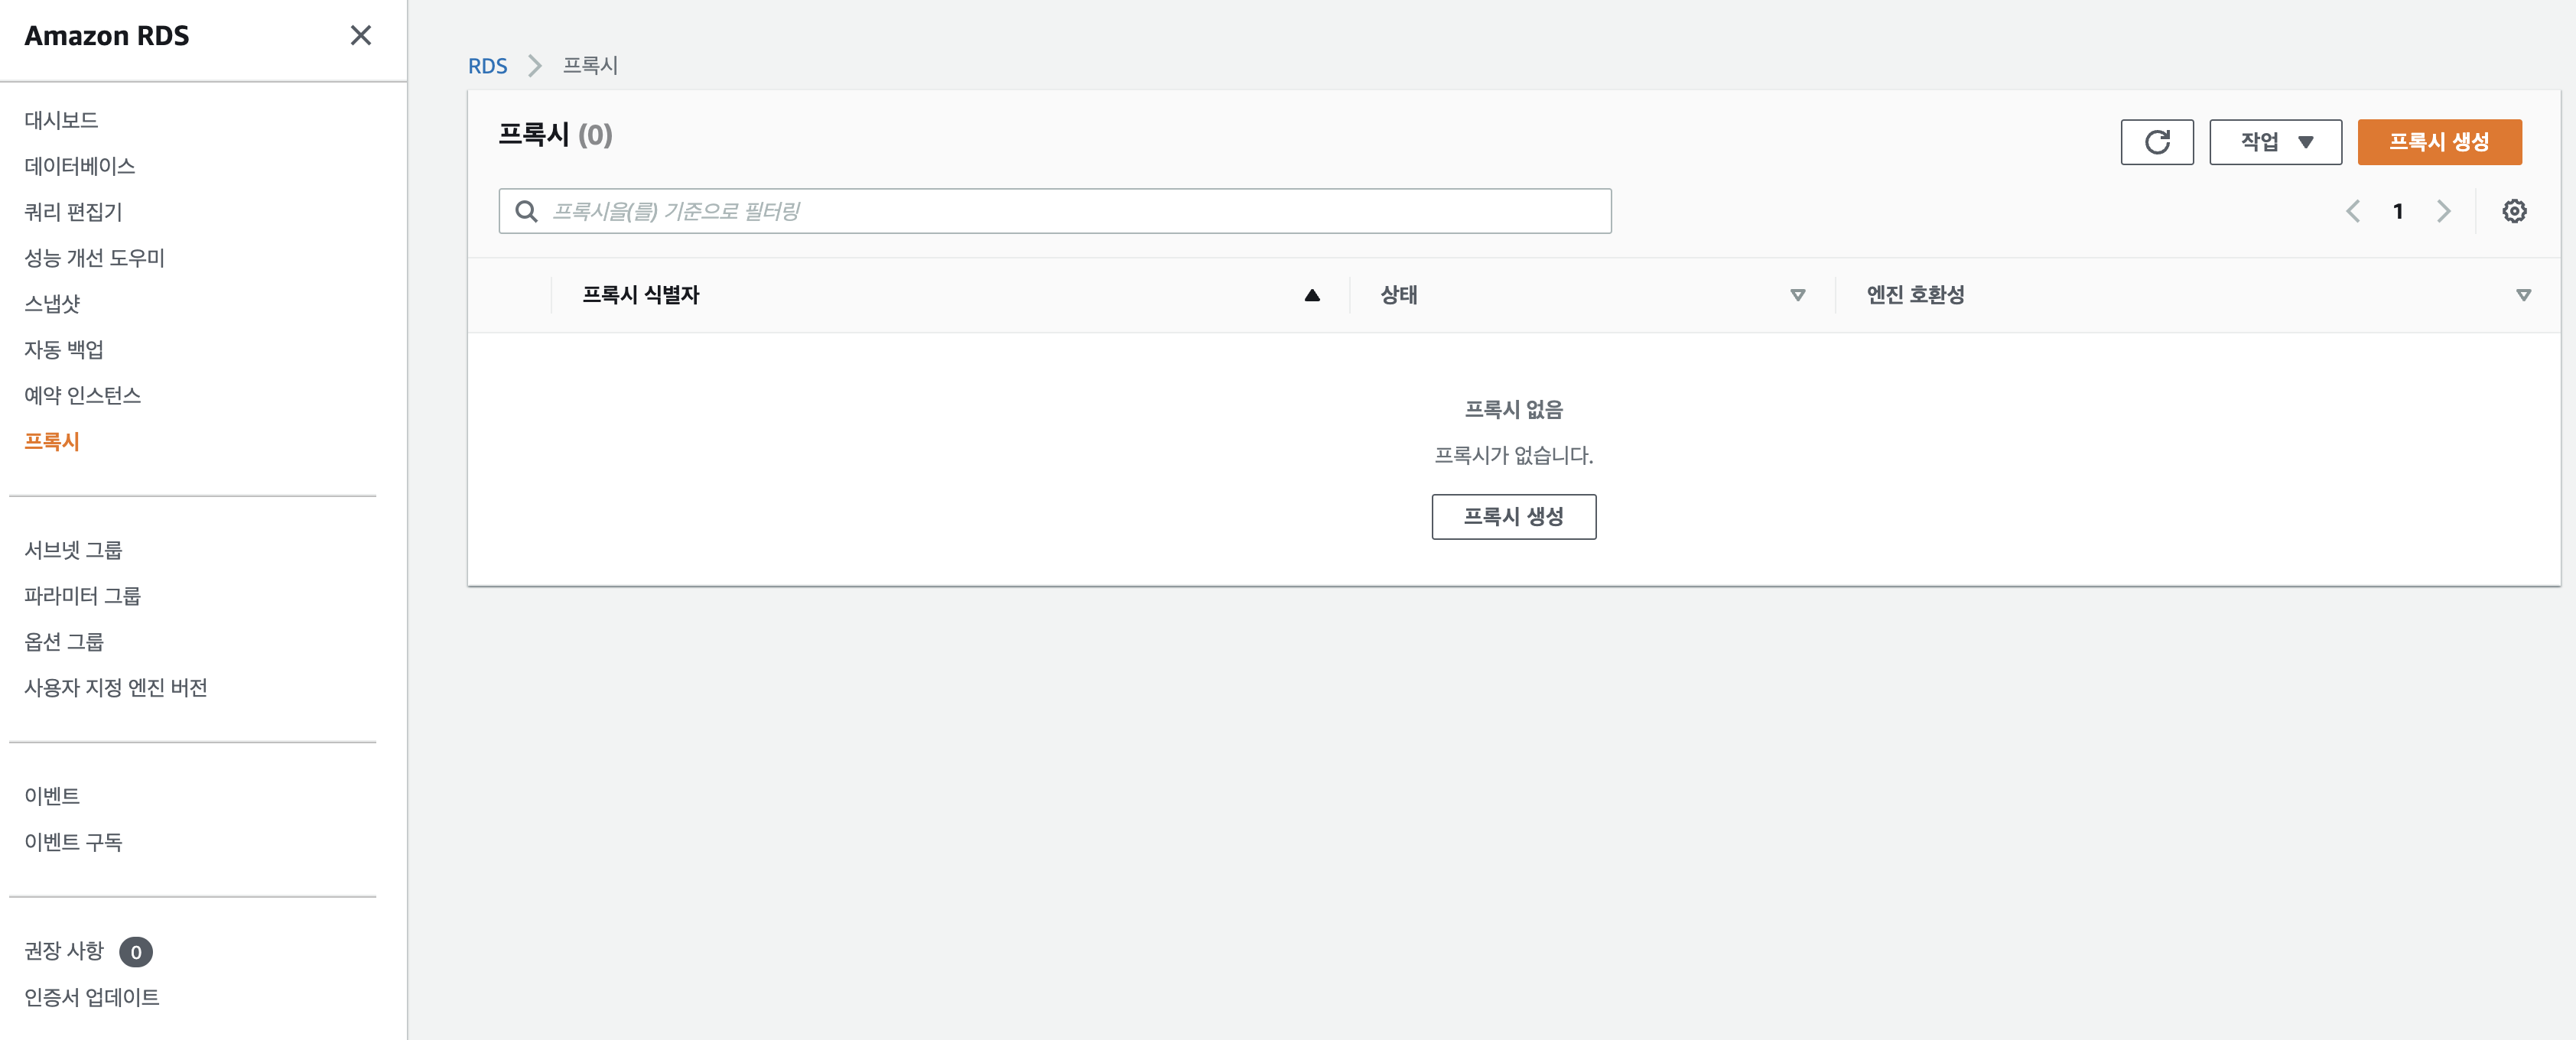 Amazon RDS
대시보드
데이터베이스
쿼리 편집기
성능 개선 도우미
스냅샷
자동 백업
예약 인스턴스
프록시
서브넷 그룹
파라미터 그룹
옵션 그룹
사용자 지정 엔진 버전
이벤트
이벤트 구독
권장 사항 0
인증서 업데이트
RDS 프록시
프록시 (0)
작업
프록시 생성
프록시을(를) 기준으로 필터링
1
프록시 식별자 상태 엔진 호환성
프록시 없음
프록시가 없습니다.
프록시 생성